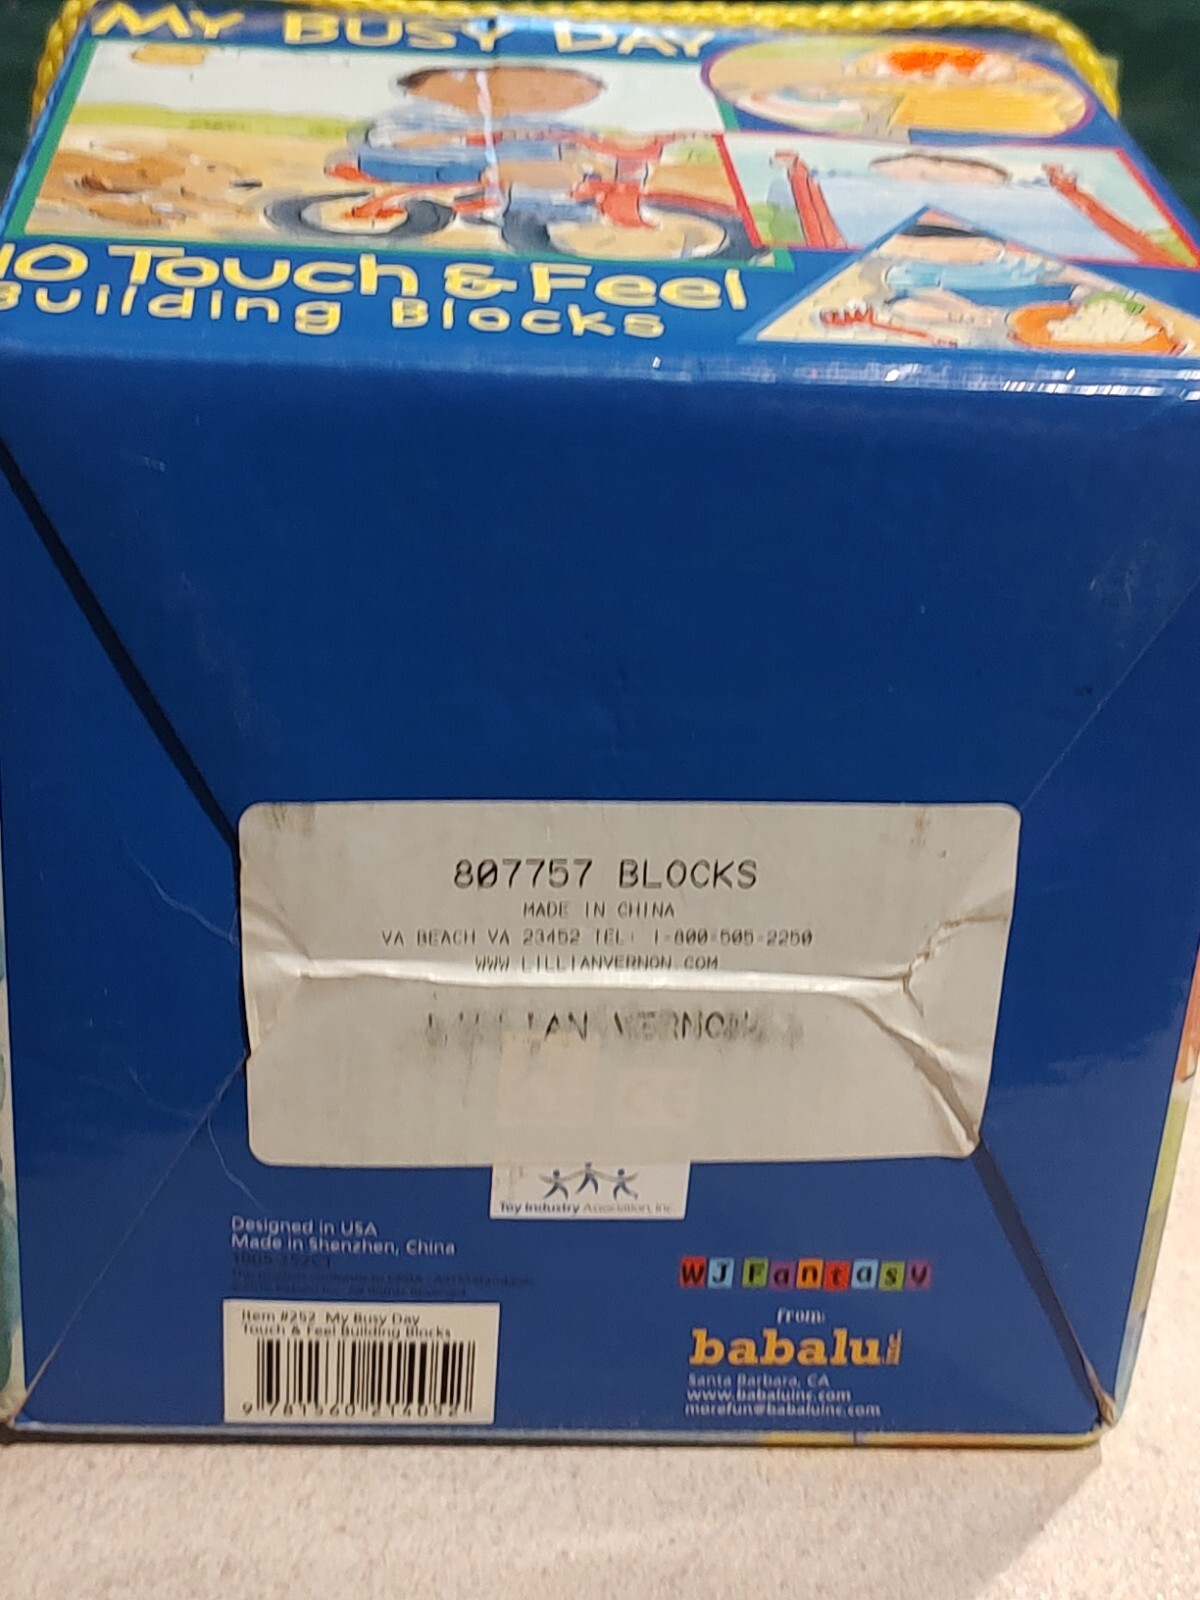 MY BUSY DAY
10 Touch & Feel
Building Blocks
807757 BLOCKS
MADE IN CHINA
VA BEACH VA 23452 TEL: 1-800-505-2250
WWW.LILLIANVERNON.COM
VERNON
Toy Industry Association, Inc.
Designed in USA
Made in Shenzhen, China
Item #252 My Busy Day
Touch & Feel Building Blocks
WJ Fantasy
from:
babalu inc.
Santa Barbara, CA
www.babaluinc.com
morefun@babaluinc.com